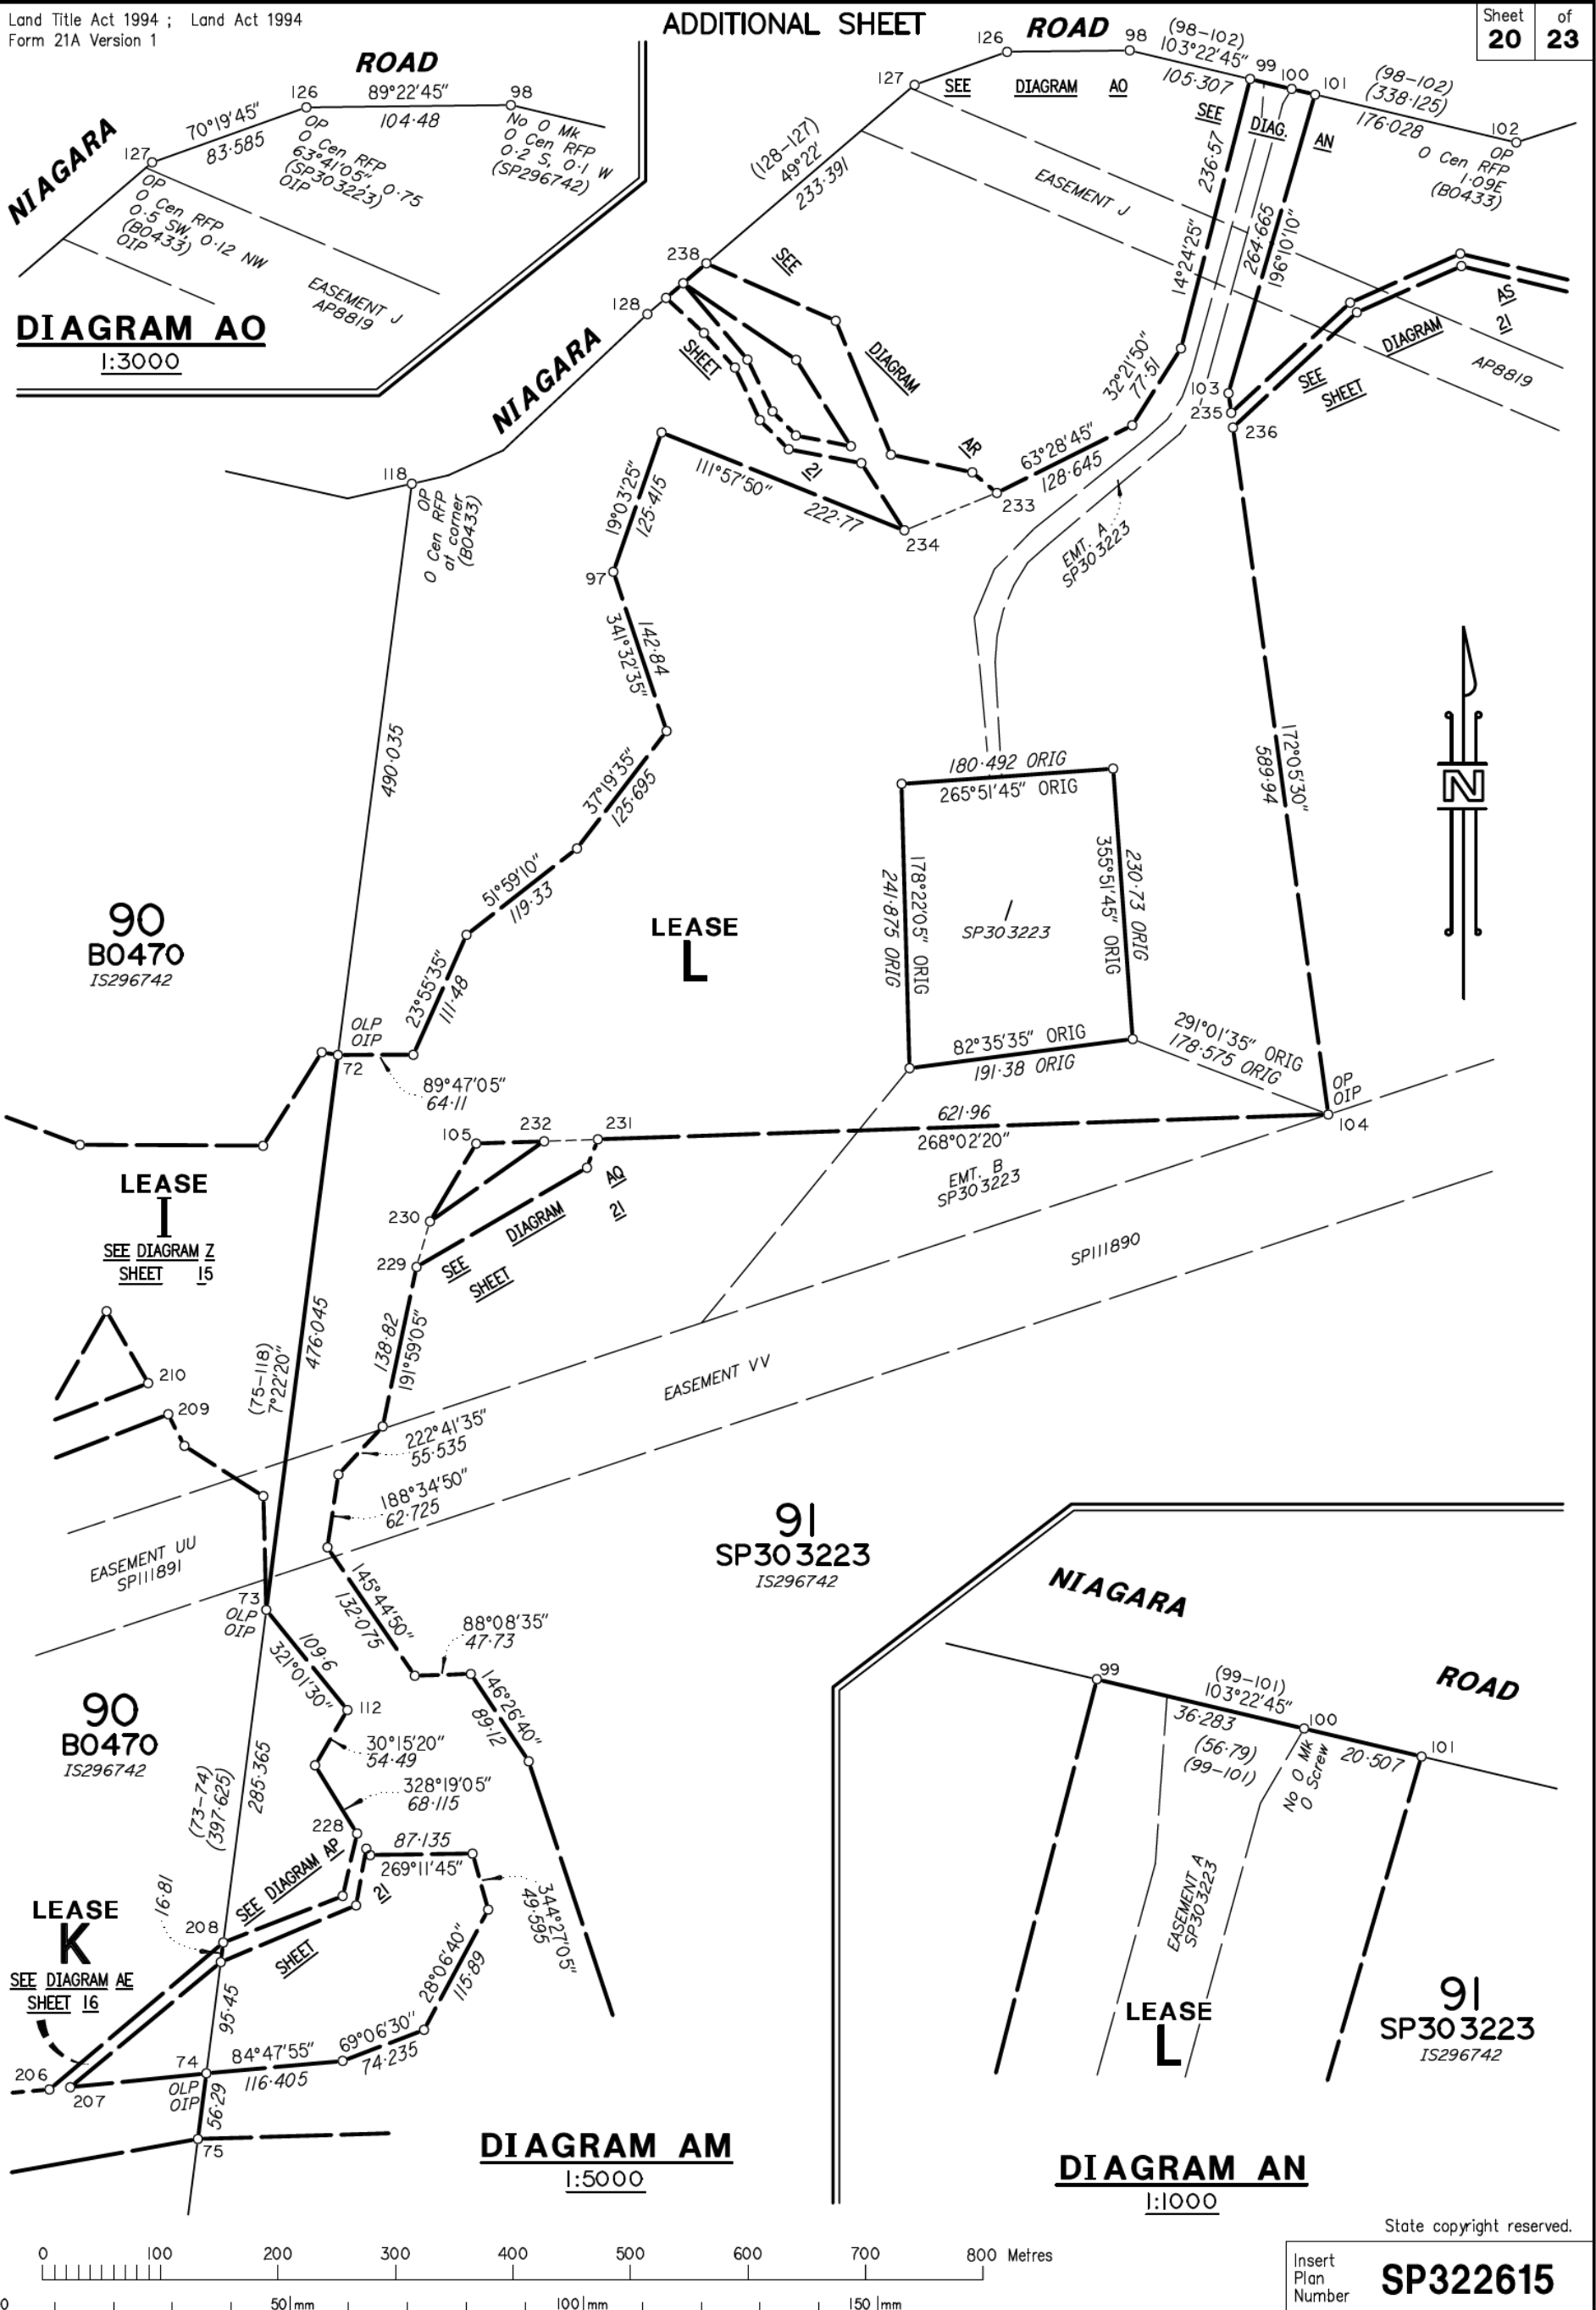 Land Title Act 1994 ; Land Act 1994
Form 21A Version 1
ADDITIONAL SHEET
Sheet 20 of 23
ROAD
NIAGARA
126
89°22'45"
104·48
98
70°19'45"
83·585
127
OP
O Cen RFP
63°41'05", 0·75
(SP303223)
OIP
No O Mk
O Cen RFP
0·2 S, 0·1 W
(SP296742)
OP
O Cen RFP
0·5 SW, 0·12 NW
(B0433)
OIP
EASEMENT J
AP8819
DIAGRAM AO
1:3000
ROAD
126
98
(98-102)
103°22'45"
105·307
99
100
101
(98-102)
(338·125)
176·028
102
OP
O Cen RFP
1·09E
(B0433)
127
SEE DIAGRAM AO
SEE DIAG. AN
(128-127)
49°22'
233·391
EASEMENT J
236·57
14°24'25"
264·665
196°10'10"
238
128
NIAGARA
SEE
DIAGRAM
AR
SHEET
21
32°21'50"
77·51
103
235
236
SEE
DIAGRAM
AS
SHEET
21
AP8819
63°28'45"
128·645
233
234
118
OP
O Cen RFP
at corner
(B0433)
111°57'50"
222·77
19°03'25"
125·415
97
EMT. A
SP303223
142·84
341°32'35"
490·035
37°19'35"
125·695
172°05'30"
589·94
N
180·492 ORIG
265°51'45" ORIG
178°22'05" ORIG
241·875 ORIG
230·73 ORIG
355°51'45" ORIG
1
SP303223
51°59'10"
119·33
90
B0470
IS296742
LEASE
L
23°55'35"
111·48
OLP
OIP
72
89°47'05"
64·11
82°35'35" ORIG
191·38 ORIG
291°01'35" ORIG
178·575 ORIG
OP
OIP
104
105
232
231
621·96
268°02'20"
EMT. B
SP303223
LEASE
I
SEE DIAGRAM Z
SHEET 15
230
229
SEE
DIAGRAM
AQ
SHEET
21
SP111890
476·045
(75-118)
7°22'20"
138·82
191°59'05"
EASEMENT VV
210
209
222°41'35"
55·535
188°34'50"
62·725
EASEMENT UU
SP111891
91
SP303223
IS296742
73
OLP
OIP
145°44'50"
132·075
88°08'35"
47·73
109·6
321°01'30"
112
146°26'40"
89·12
90
B0470
IS296742
30°15'20"
54·49
328°19'05"
68·115
285·365
(73-74)
(397·625)
228
87·135
269°11'45"
SEE DIAGRAM AP
SHEET
21
16·81
344°27'05"
49·595
LEASE
K
SEE DIAGRAM AE
SHEET 16
208
28°06'40"
115·89
95·45
69°06'30"
74·235
206
207
74
OLP
OIP
84°47'55"
116·405
56·29
75
DIAGRAM AM
1:5000
NIAGARA
ROAD
99
(99-101)
103°22'45"
36·283
(56·79)
(99-101)
100
20·507
101
No O Mk
O Screw
EASEMENT A
SP303223
LEASE
L
91
SP303223
IS296742
DIAGRAM AN
1:1000
State copyright reserved.
0 100 200 300 400 500 600 700 800 Metres
0 50mm 100mm 150mm
Insert
Plan
Number
SP322615